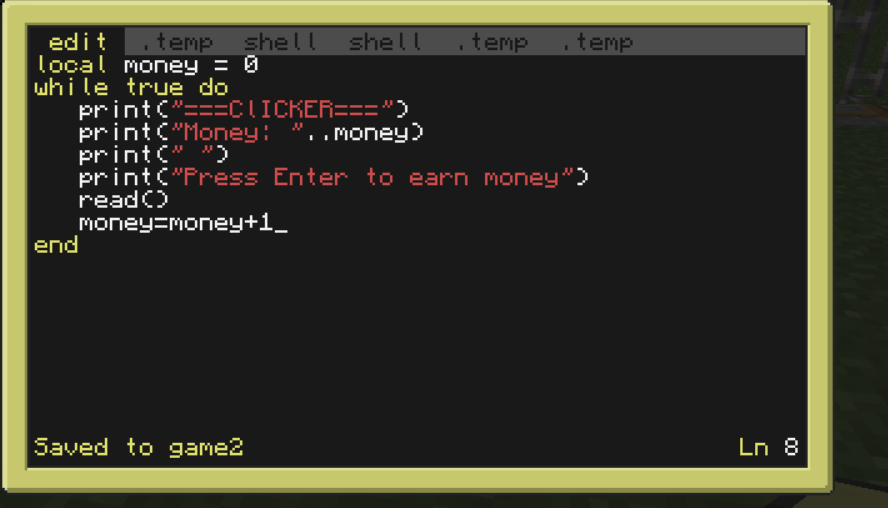 edit .temp shell shell .temp .temp
local money = 0
while true do
print("===ClICKER===")
print("Money: "..money)
print(" ")
print("Press Enter to earn money")
read()
money=money+1_
end
Saved to game2 Ln 8